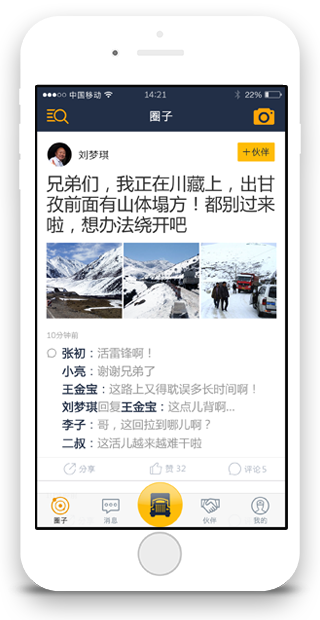 中国移动 14:21 22%
圈子
刘梦琪 +伙伴
兄弟们，我正在川藏上，出甘
孜前面有山体塌方！都别过来
啦，想办法绕开吧
10分钟前
张初：活雷锋啊！
小亮：谢谢兄弟了
王金宝：这路上又得耽误多长时间啊！
刘梦琪回复王金宝：这点儿背啊...
李子：哥，这回拉到哪儿啊？
二叔：这活儿越来越难干啦
分享 赞 32 评论 5
圈子 消息 伙伴 我的